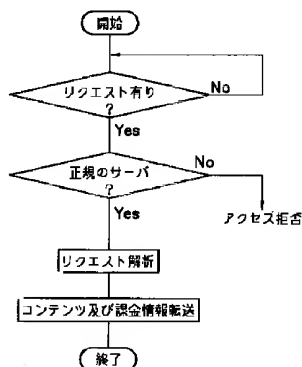 開始
リクエスト有り
?
No
Yes
正規のサーバ
?
No
Yes
アクセス拒否
リクエスト解析
コンテンツ及び課金情報転送
終了